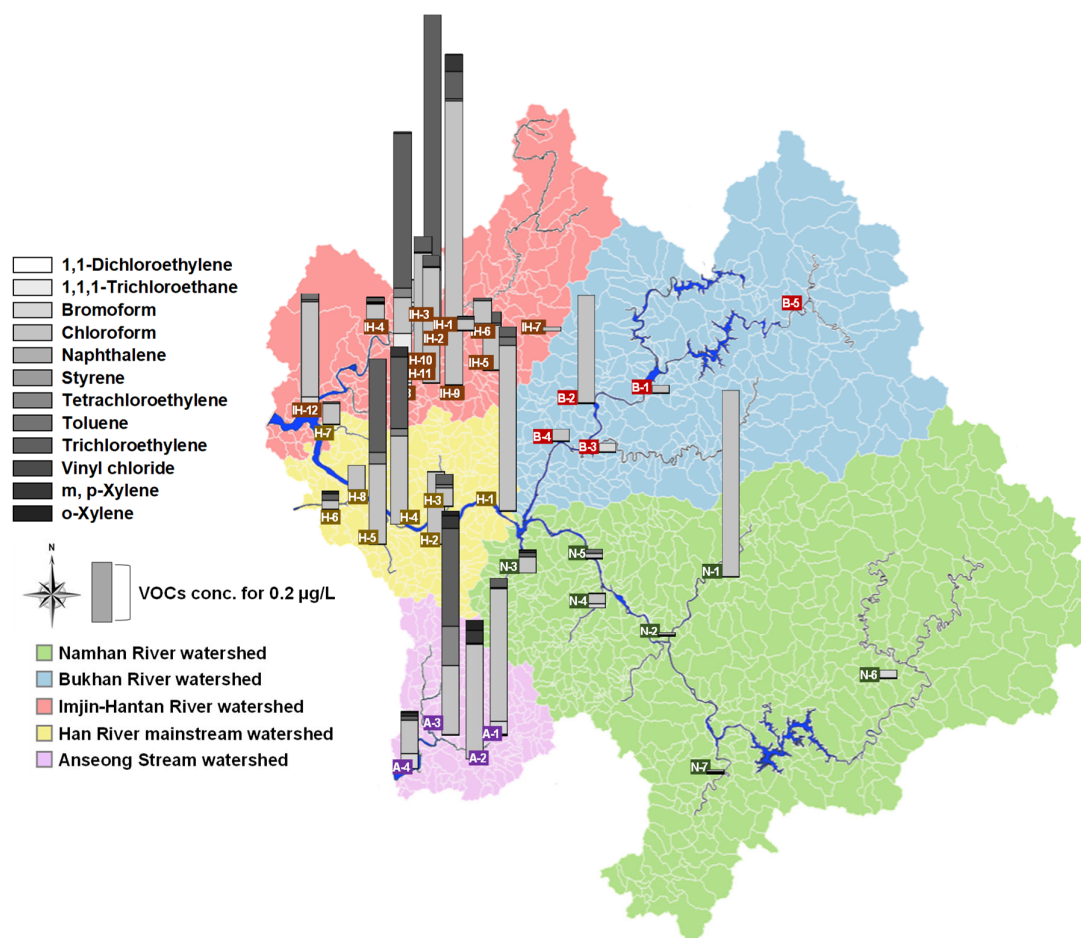 1,1-Dichloroethylene
1,1,1-Trichloroethane
Bromoform
Chloroform
Naphthalene
Styrene
Tetrachloroethylene
Toluene
Trichloroethylene
Vinyl chloride
m, p-Xylene
o-Xylene
N
VOCs conc. for 0.2 µg/L
Namhan River watershed
Bukhan River watershed
Imjin-Hantan River watershed
Han River mainstream watershed
Anseong Stream watershed
IH-4
IH-3
IH-1
IH-2
IH-6
IH-7
IH-5
H-10
H-11
IH-9
IH-12
B-5
B-1
B-2
B-4
B-3
H-7
H-8
H-6
H-5
H-4
H-3
H-2
H-1
N-3
N-5
N-4
N-2
N-1
N-6
N-7
A-3
A-1
A-2
A-4